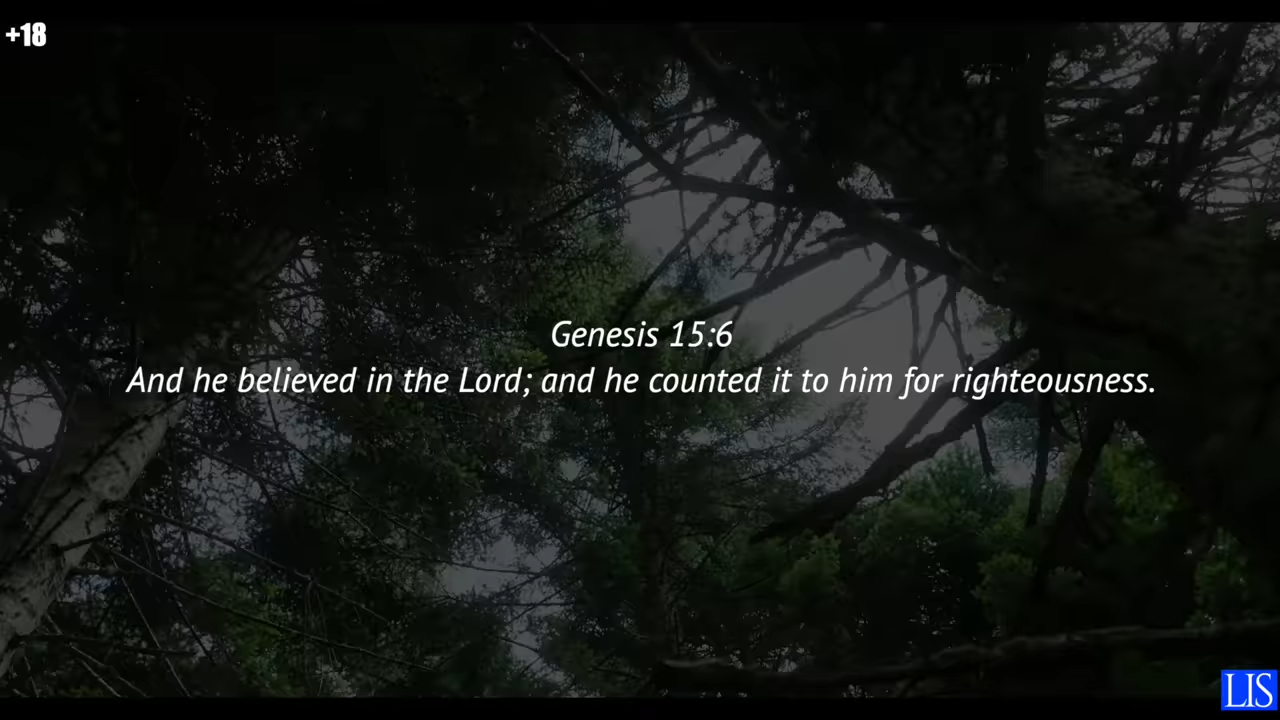 +18
Genesis 15:6
And he believed in the Lord; and he counted it to him for righteousness.
LIS